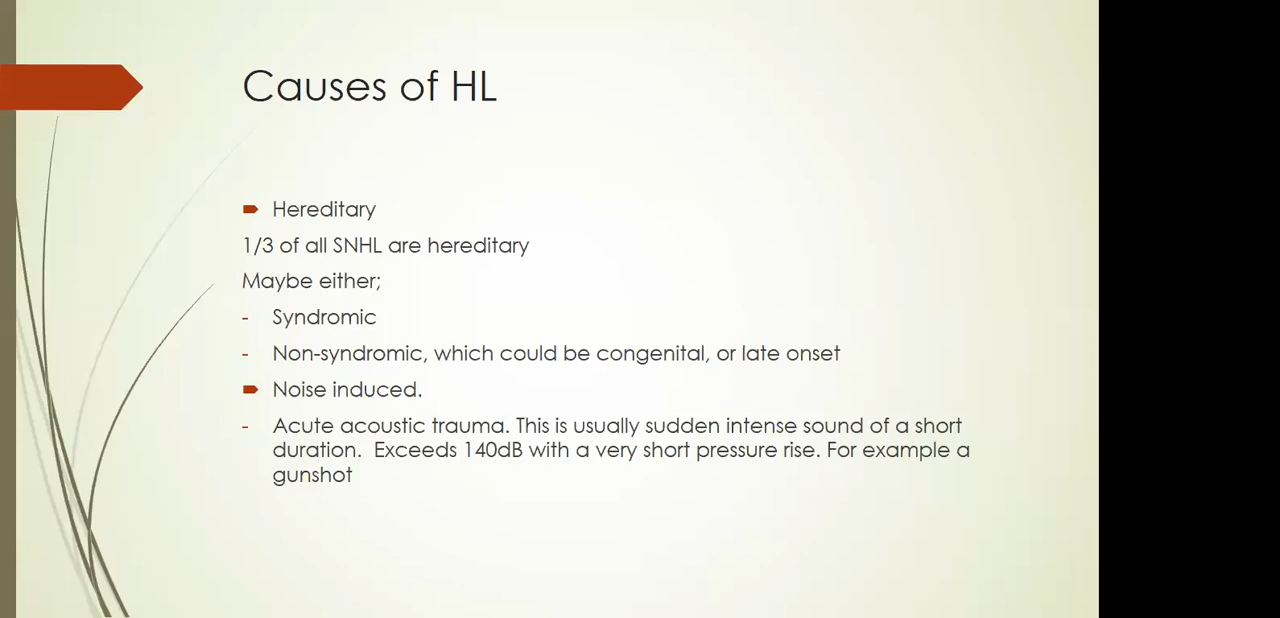 Causes of HL
Hereditary
1/3 of all SNHL are hereditary
Maybe either;
- Syndromic
- Non-syndromic, which could be congenital, or late onset
Noise induced.
- Acute acoustic trauma. This is usually sudden intense sound of a short
duration.  Exceeds 140dB with a very short pressure rise. For example a
gunshot